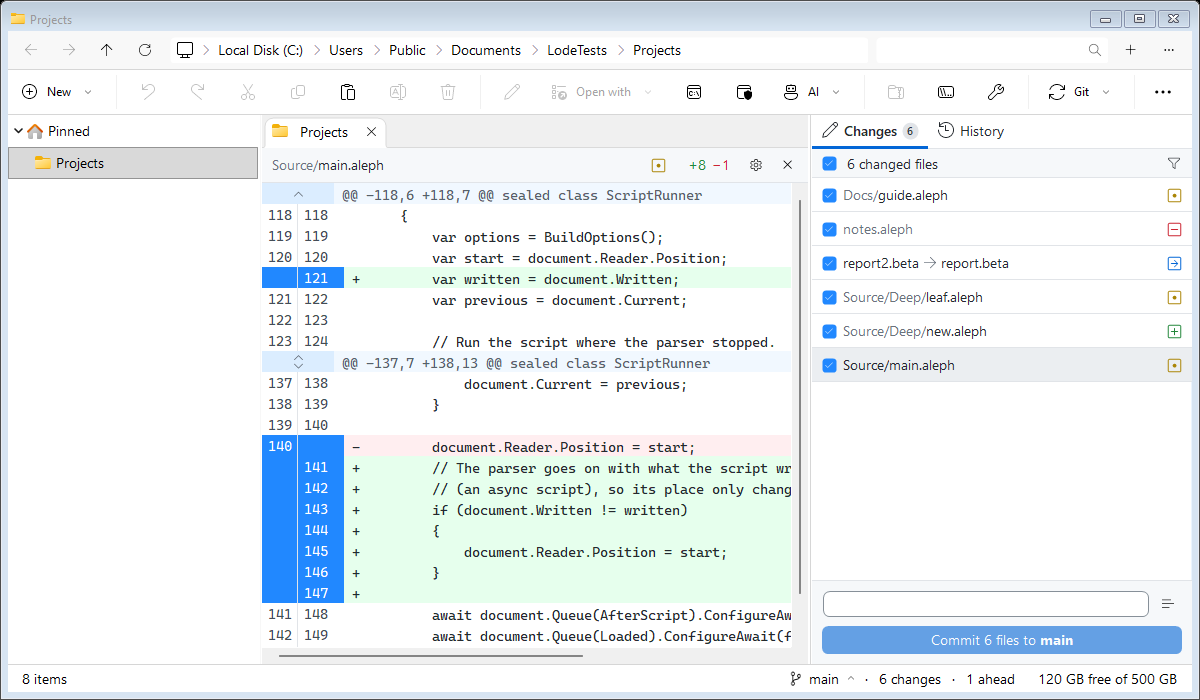 Projects
Local Disk (C:) Users Public Documents LodeTests Projects
New Open with AI Git
Pinned
Projects
Projects
Source/main.aleph +8 −1
@@ −118,6 +118,7 @@ sealed class ScriptRunner
118 118 {
119 119 var options = BuildOptions();
120 120 var start = document.Reader.Position;
121 + var written = document.Written;
121 122 var previous = document.Current;
122 123
123 124 // Run the script where the parser stopped.
@@ −137,7 +138,13 @@ sealed class ScriptRunner
137 138 document.Current = previous;
138 139 }
139 140
140 − document.Reader.Position = start;
141 + // The parser goes on with what the script wr
142 + // (an async script), so its place only chang
143 + if (document.Written != written)
144 + {
145 + document.Reader.Position = start;
146 + }
147 +
141 148 await document.Queue(AfterScript).ConfigureAw
142 149 await document.Queue(Loaded).ConfigureAwait(f
Changes 6 History
6 changed files
Docs/guide.aleph
notes.aleph
report2.beta → report.beta
Source/Deep/leaf.aleph
Source/Deep/new.aleph
Source/main.aleph
Commit 6 files to main
8 items main · 6 changes · 1 ahead 120 GB free of 500 GB